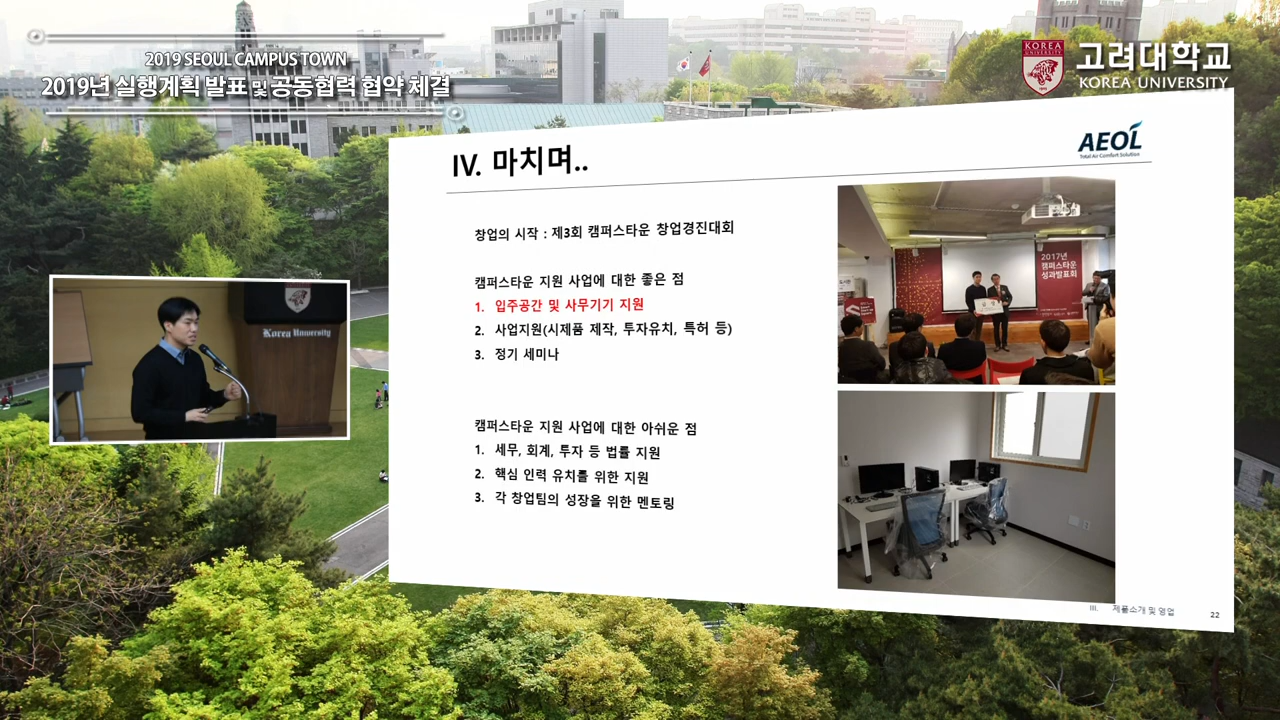 2019 SEOUL CAMPUS TOWN
2019년 실행계획 발표 및 공동협력 협약 체결
KOREA
UNIVERSITY
고려대학교
KOREA UNIVERSITY
IV. 마치며..
AEOL
Total Air Comfort Solution
창업의 시작 : 제3회 캠퍼스타운 창업경진대회
캠퍼스타운 지원 사업에 대한 좋은 점
1. 입주공간 및 사무기기 지원
2. 사업지원(시제품 제작, 투자유치, 특허 등)
3. 정기 세미나
캠퍼스타운 지원 사업에 대한 아쉬운 점
1. 세무, 회계, 투자 등 법률 지원
2. 핵심 인력 유치를 위한 지원
3. 각 창업팀의 성장을 위한 멘토링
2017년
캠퍼스타운
성과발표회
Korea University
III. 제품소개 및 영업
22